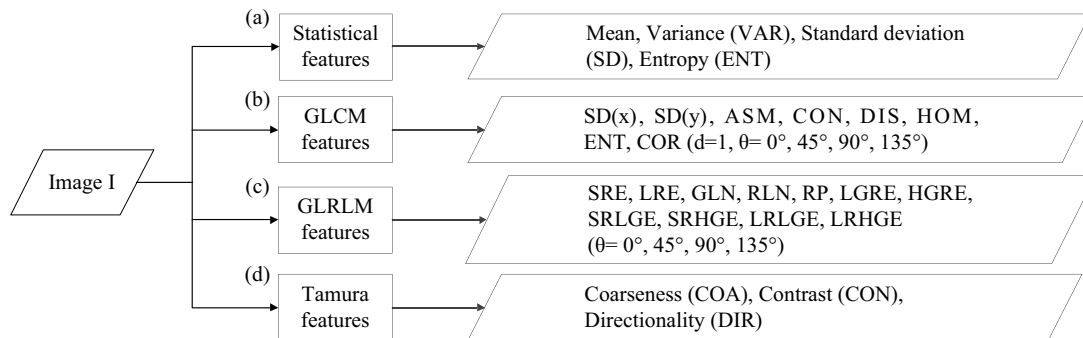 Image I
(a)
Statistical
features
Mean, Variance (VAR), Standard deviation
(SD), Entropy (ENT)
(b)
GLCM
features
SD(x), SD(y), ASM, CON, DIS, HOM,
ENT, COR (d=1, θ= 0°, 45°, 90°, 135°)
(c)
GLRLM
features
SRE, LRE, GLN, RLN, RP, LGRE, HGRE,
SRLGE, SRHGE, LRLGE, LRHGE
(θ= 0°, 45°, 90°, 135°)
(d)
Tamura
features
Coarseness (COA), Contrast (CON),
Directionality (DIR)